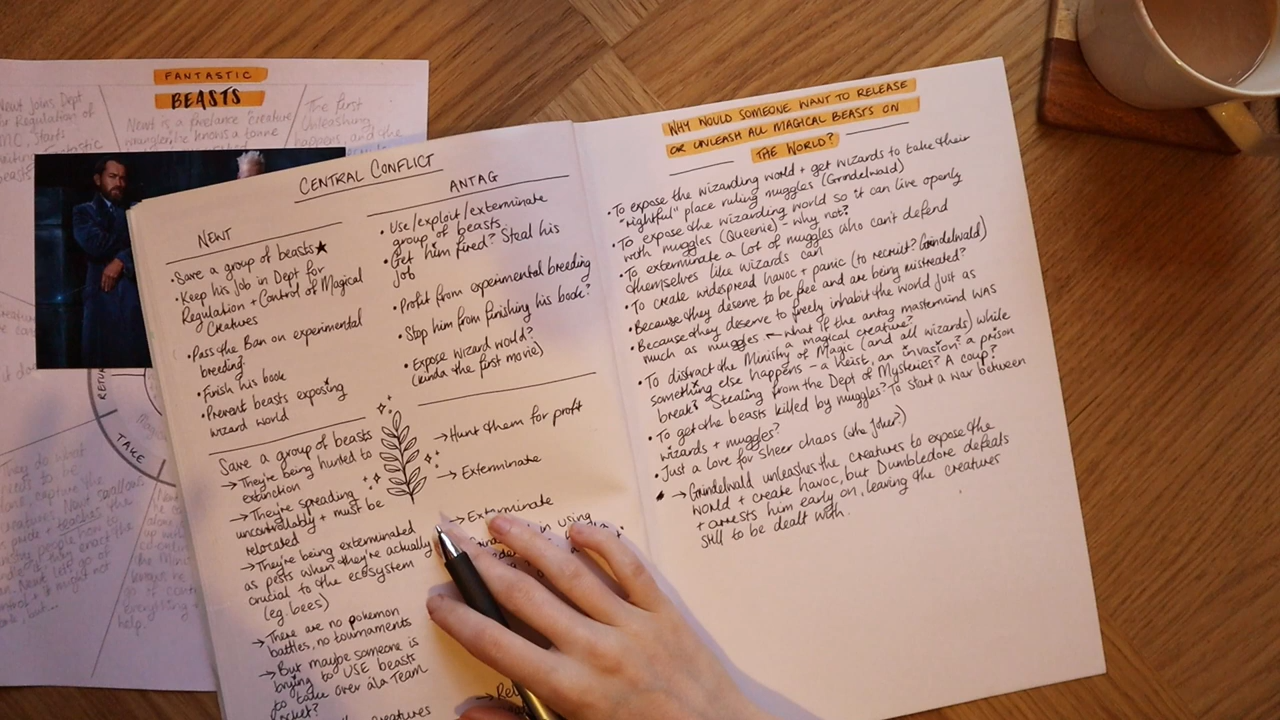 FANTASTIC
BEASTS
Newt joins Dept
Regulation of
MC, Starts
Newt is a freelance creature
wrangler, he knows a tonne
The first
Unleashing
happens, and the
TAKE
CENTRAL CONFLICT
NEWT
•Save a group of beasts★
•Keep his job in Dept for
Regulation + Control of Magical
Creatures
•Pass the Ban on experimental
breeding?
•Finish his book
•Prevent beasts exposing
wizard world
ANTAG
•Use/exploit/exterminate
group of beasts
•Get him fired? Steal his
job
•Profit from experimental breeding
•Stop him from finishing his book?
•Expose wizard world?
(kinda the first movie)
Save a group of beasts
→They're being hunted to
extinction
→They're spreading
uncontrollably + must be
relocated
→They're being exterminated
as pests when they're actually
crucial to the ecosystem
(eg. bees)
→There are no pokemon
battles, no tournaments
→But maybe someone is
trying to USE beasts
to take over à la Team
creatures
→Hunt them for profit
→Exterminate
→Exterminate
in using
WHY WOULD SOMEONE WANT TO RELEASE
OR UNLEASH ALL MAGICAL BEASTS ON
THE WORLD?
•To expose the wizarding world + get wizards to take their
"rightful" place ruling muggles (Grindelwald)
•To expose the wizarding world so it can live openly
with muggles (Queenie) - why not?
•To exterminate a lot of muggles who can't defend
themselves like wizards can
•To create widespread havoc + panic (to recruit? Grindelwald)
•Because they deserve to be free and are being mistreated?
•Because they deserve to freely inhabit the world just as
much as muggles ← what if the antag mastermind WAS
a magical creature?
•To distract the Ministry of Magic (and all wizards) while
something else happens - a heist, an invasion? a prison
break? Stealing from the Dept of Mysteries? A coup?
•To get the beasts killed by muggles? To start a war between
wizards + muggles?
•Just a love for sheer chaos (the Joker?)
→Grindelwald unleashes the creatures to expose the
world + create havoc, but Dumbledore defeats
+ arrests him early on, leaving the creatures
still to be dealt with.